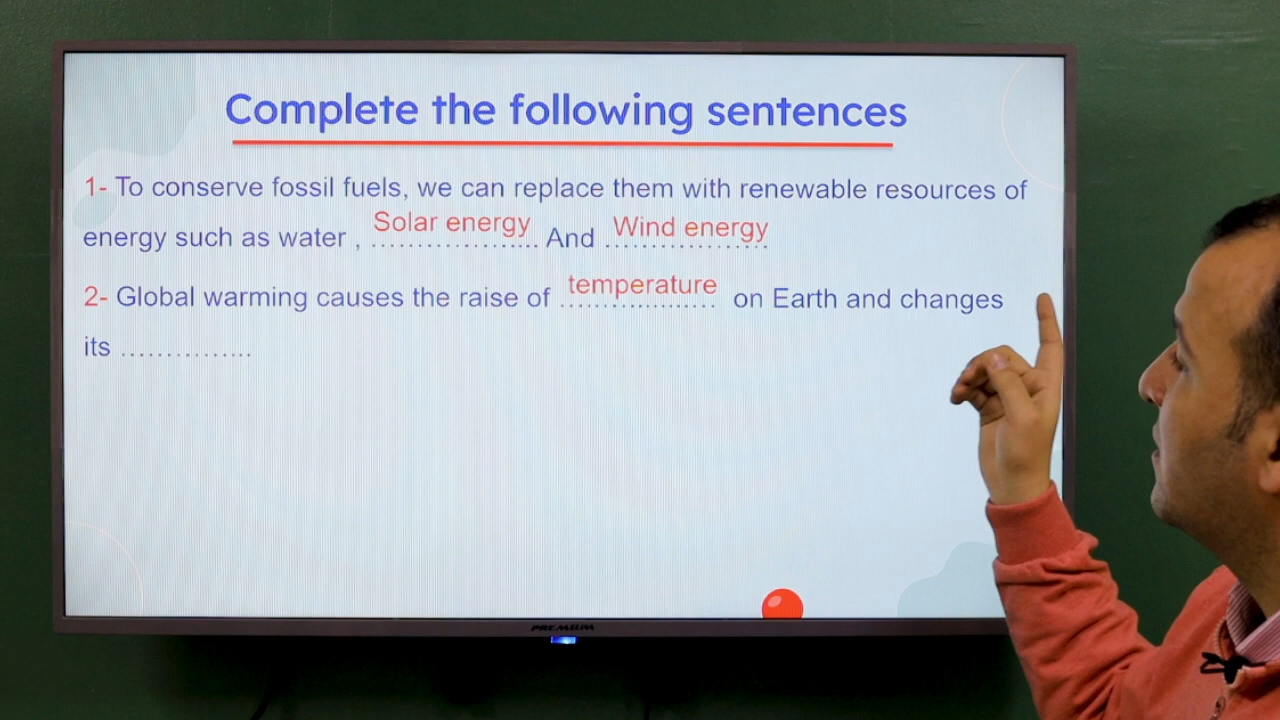 Complete the following sentences
1- To conserve fossil fuels, we can replace them with renewable resources of
energy such as water , Solar energy And Wind energy
2- Global warming causes the raise of temperature on Earth and changes
its ...............
PREMIUM